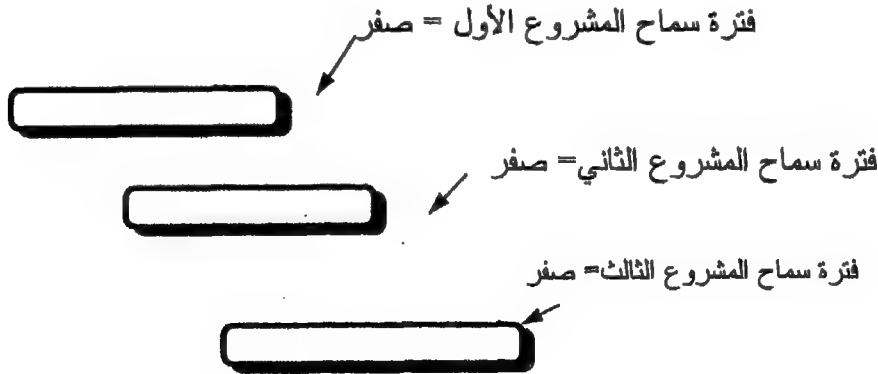 فترة سماح المشروع الأول = صفر
فترة سماح المشروع الثاني= صفر
فترة سماح المشروع الثالث= صفر